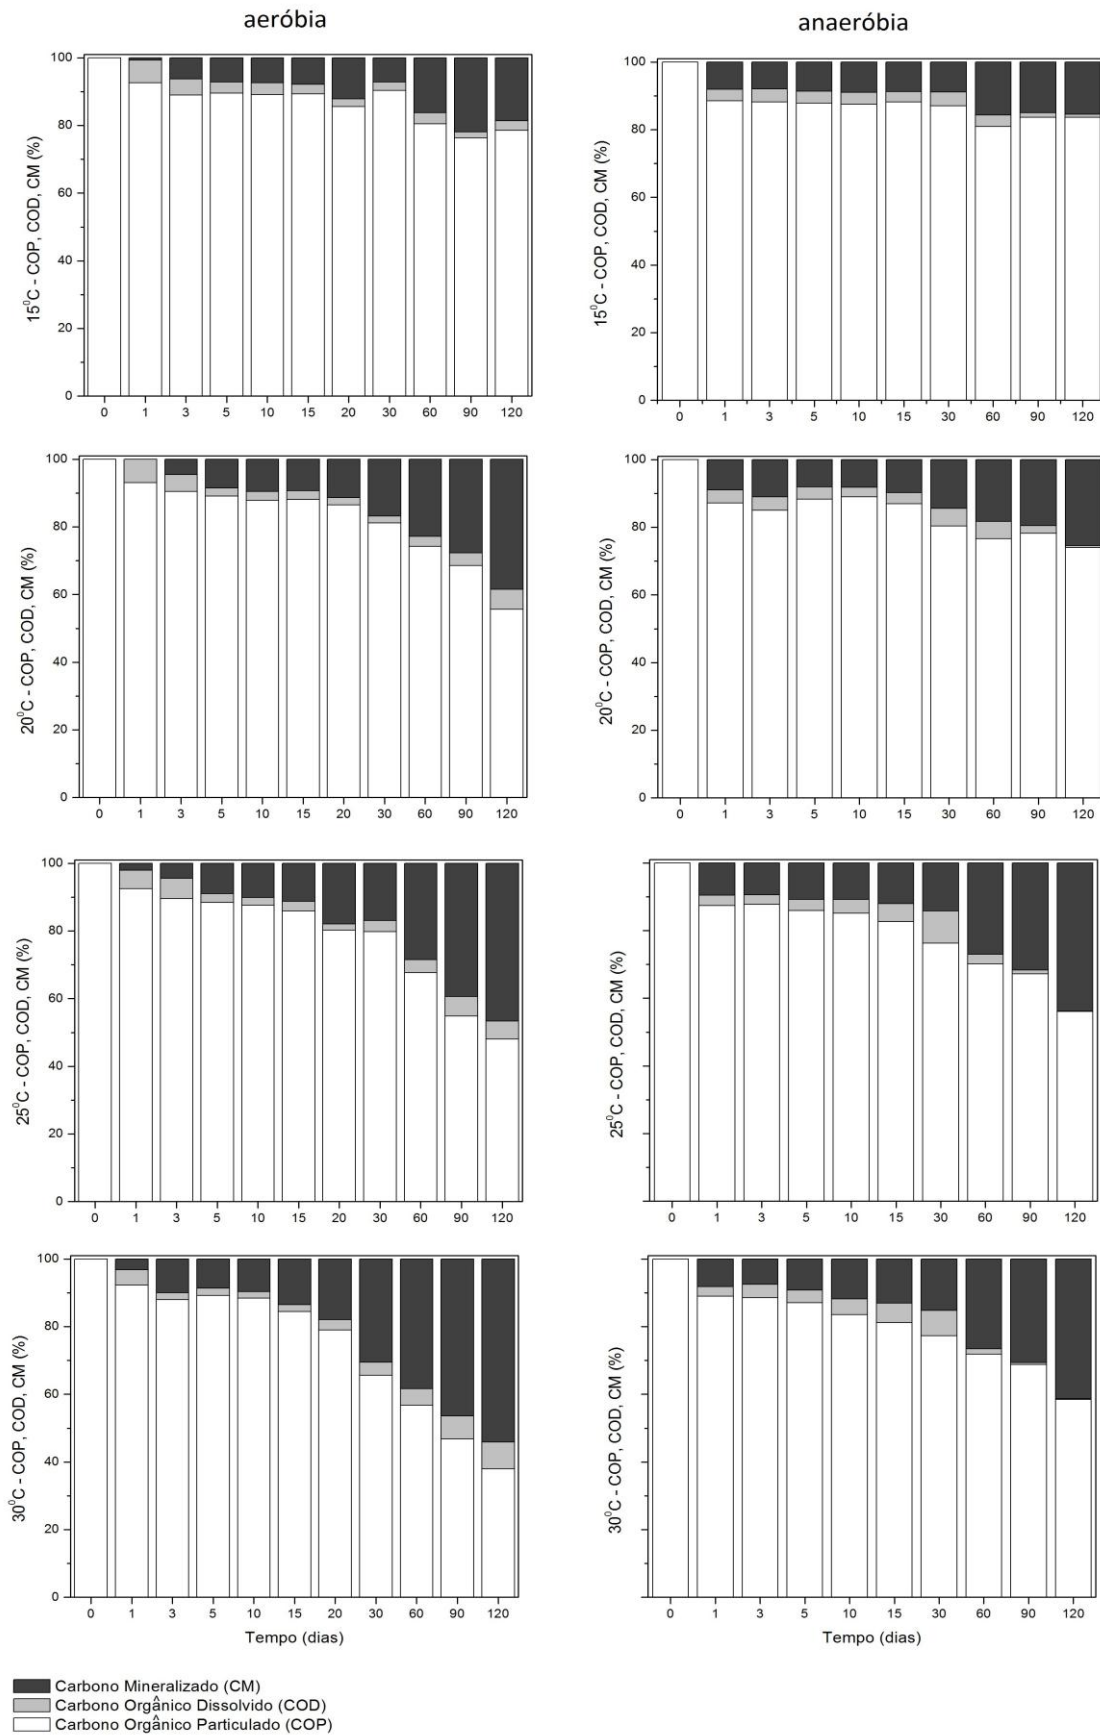 aeróbia
anaeróbia
15⁰C - COP, COD, CM (%)
100
80
60
40
20
0
0 1 3 5 10 15 20 30 60 90 120
15⁰C - COP, COD, CM (%)
100
80
60
40
20
0
0 1 3 5 10 15 30 60 90 120
20⁰C - COP, COD, CM (%)
100
80
60
40
20
0
0 1 3 5 10 15 20 30 60 90 120
20⁰C - COP, COD, CM (%)
100
80
60
40
20
0
0 1 3 5 10 15 30 60 90 120
25⁰C - COP, COD, CM (%)
100
80
60
40
20
0
0 1 3 5 10 15 20 30 60 90 120
25⁰C - COP, COD, CM (%)
0 1 3 5 10 15 30 60 90 120
30⁰C - COP, COD, CM (%)
100
80
60
40
20
0
0 1 3 5 10 15 20 30 60 90 120
Tempo (dias)
30⁰C - COP, COD, CM (%)
0 1 3 5 10 15 30 60 90 120
Tempo (dias)
Carbono Mineralizado (CM)
Carbono Orgânico Dissolvido (COD)
Carbono Orgânico Particulado (COP)